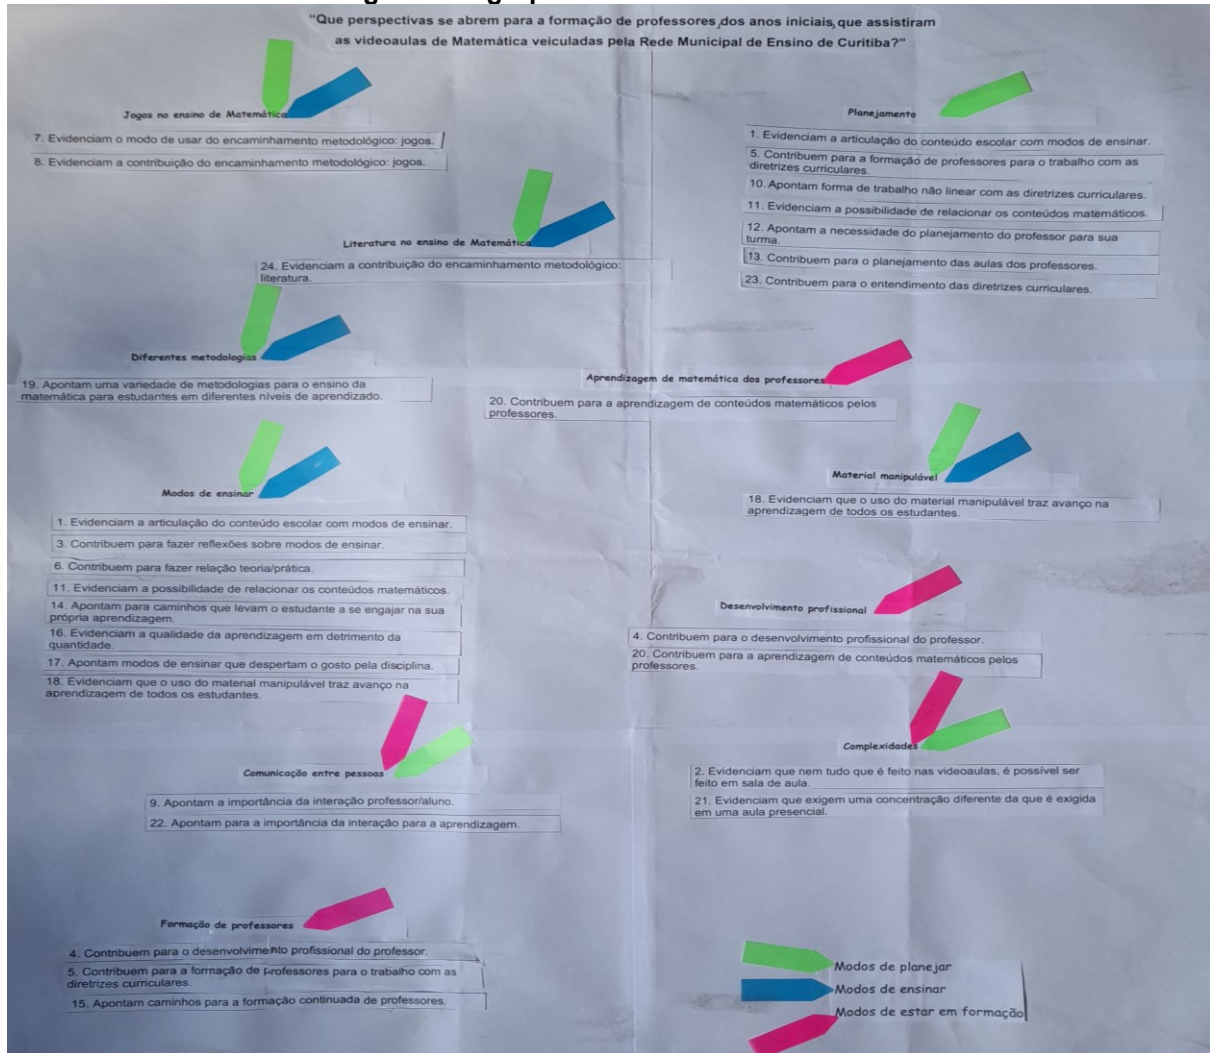 "Que perspectivas se abrem para a formação de professores,dos anos iniciais,que assistiram
as videoaulas de Matemática veiculadas pela Rede Municipal de Ensino de Curitiba?"
Jogos no ensino de Matemática
7. Evidenciam o modo de usar do encaminhamento metodológico: jogos.
8. Evidenciam a contribuição do encaminhamento metodológico: jogos.
Literatura no ensino de Matemática
24. Evidenciam a contribuição do encaminhamento metodológico:
literatura.
Diferentes metodologias
19. Apontam uma variedade de metodologias para o ensino da
matemática para estudantes em diferentes níveis de aprendizado.
Modos de ensinar
1. Evidenciam a articulação do conteúdo escolar com modos de ensinar.
3. Contribuem para fazer reflexões sobre modos de ensinar.
6. Contribuem para fazer relação teoria/prática.
11. Evidenciam a possibilidade de relacionar os conteúdos matemáticos.
14. Apontam para caminhos que levam o estudante a se engajar na sua
própria aprendizagem.
16. Evidenciam a qualidade da aprendizagem em detrimento da
quantidade.
17. Apontam modos de ensinar que despertam o gosto pela disciplina.
18. Evidenciam que o uso do material manipulável traz avanço na
aprendizagem de todos os estudantes.
Comunicação entre pessoas
9. Apontam a importância da interação professor/aluno.
22. Apontam para a importância da interação para a aprendizagem.
Formação de professores
4. Contribuem para o desenvolvimento profissional do professor.
5. Contribuem para a formação de professores para o trabalho com as
diretrizes curriculares.
15. Apontam caminhos para a formação continuada de professores.
Planejamento
1. Evidenciam a articulação do conteúdo escolar com modos de ensinar.
5. Contribuem para a formação de professores para o trabalho com as
diretrizes curriculares.
10. Apontam forma de trabalho não linear com as diretrizes curriculares.
11. Evidenciam a possibilidade de relacionar os conteúdos matemáticos.
12. Apontam a necessidade do planejamento do professor para sua
turma.
13. Contribuem para o planejamento das aulas dos professores.
23. Contribuem para o entendimento das diretrizes curriculares.
Aprendizagem de matemática dos professores
20. Contribuem para a aprendizagem de conteúdos matemáticos pelos
professores.
Material manipulável
18. Evidenciam que o uso do material manipulável traz avanço na
aprendizagem de todos os estudantes.
Desenvolvimento profissional
4. Contribuem para o desenvolvimento profissional do professor.
20. Contribuem para a aprendizagem de conteúdos matemáticos pelos
professores.
Complexidades
2. Evidenciam que nem tudo que é feito nas videoaulas, é possível ser
feito em sala de aula.
21. Evidenciam que exigem uma concentração diferente da que é exigida
em uma aula presencial.
Modos de planejar
Modos de ensinar
Modos de estar em formação